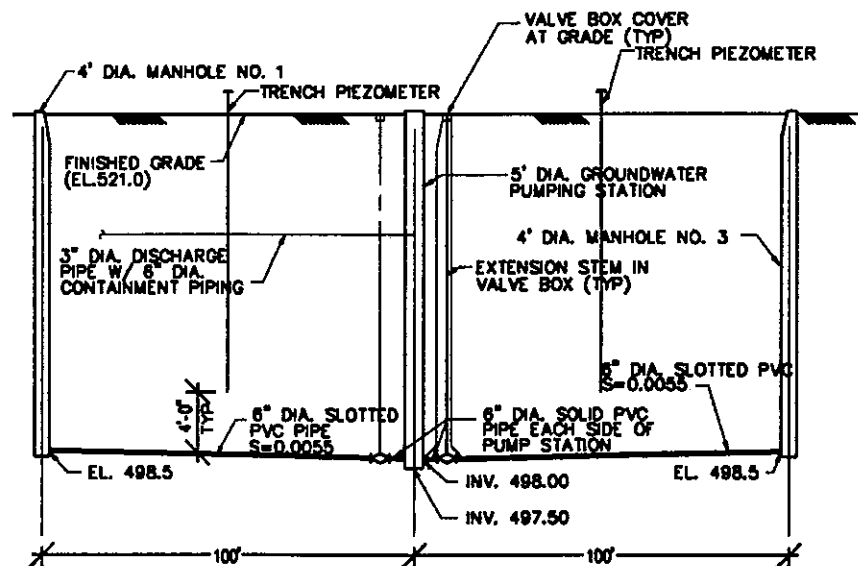 VALVE BOX COVER
AT GRADE (TYP)
TRENCH PIEZOMETER
4' DIA. MANHOLE NO. 1
TRENCH PIEZOMETER
FINISHED GRADE
(EL.521.0)
5' DIA. GROUNDWATER
PUMPING STATION
3" DIA. DISCHARGE
PIPE W/ 6" DIA.
CONTAINMENT PIPING
4' DIA. MANHOLE NO. 3
EXTENSION STEM IN
VALVE BOX (TYP)
6" DIA. SLOTTED PVC
S=0.0055
4'-0"
TYP
6" DIA. SLOTTED
PVC PIPE
S=0.0055
6" DIA. SOLID PVC
PIPE EACH SIDE OF
PUMP STATION
EL. 498.5
INV. 498.00
EL. 498.5
INV. 497.50
100'
100'